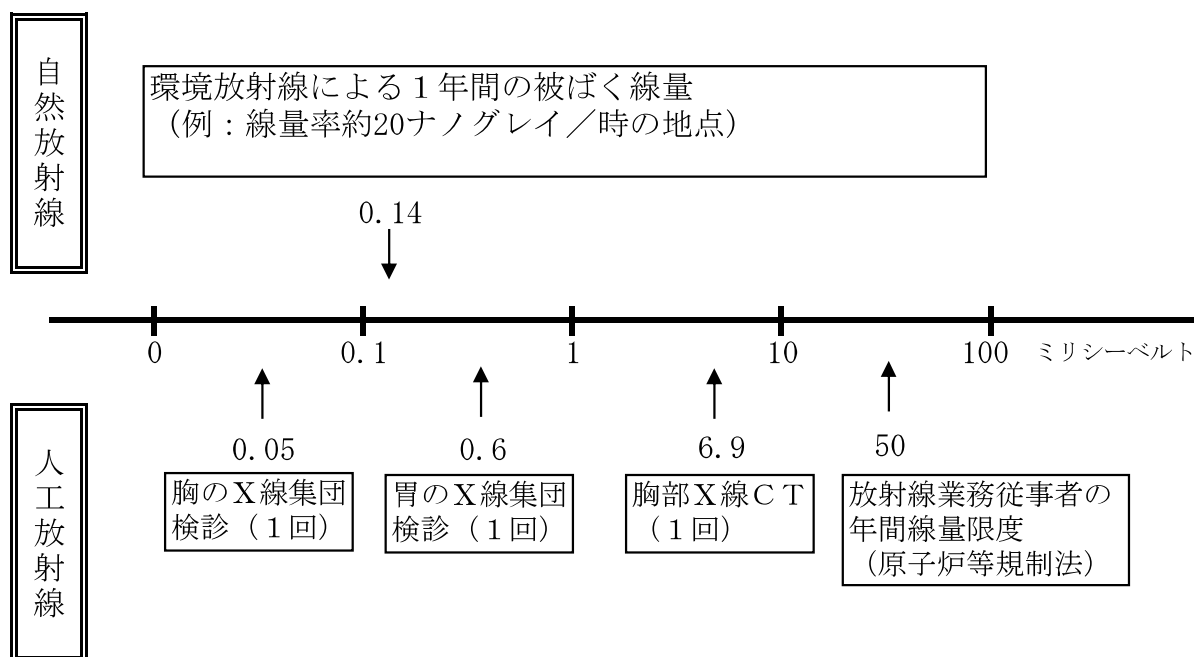 自然放射線
環境放射線による１年間の被ばく線量
（例：線量率約20ナノグレイ／時の地点）
0.14
0
0.1
1
10
100
ミリシーベルト
人工放射線
0.05
胸のＸ線集団
検診（１回）
0.6
胃のＸ線集団
検診（１回）
6.9
胸部Ｘ線ＣＴ
（１回）
50
放射線業務従事者の
年間線量限度
（原子炉等規制法）